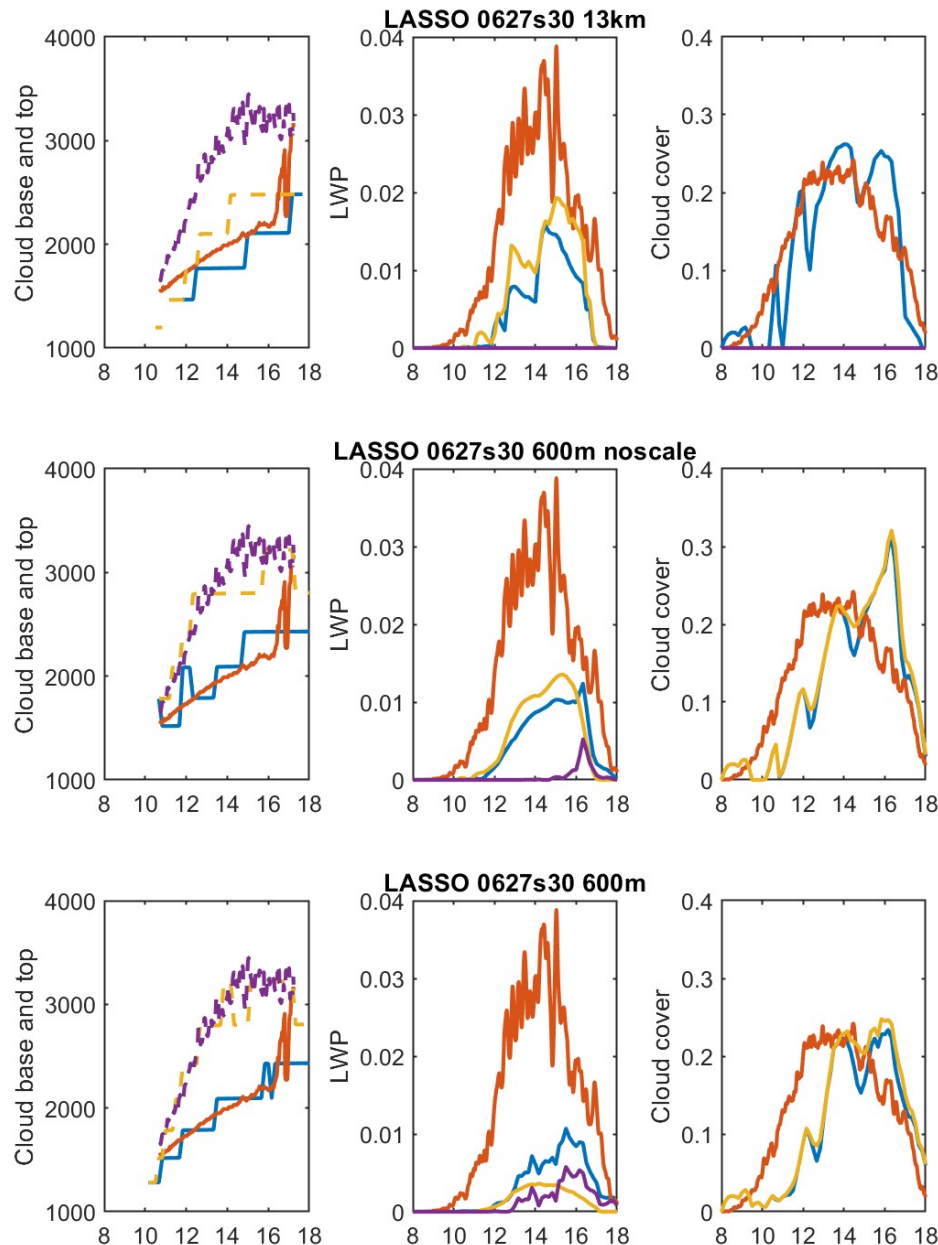 LASSO 0627s30 13km
Cloud base and top
4000
3000
2000
1000
8 10 12 14 16 18
LWP
0.04
0.03
0.02
0.01
0
8 10 12 14 16 18
Cloud cover
0.4
0.3
0.2
0.1
0
8 10 12 14 16 18
LASSO 0627s30 600m noscale
Cloud base and top
4000
3000
2000
1000
8 10 12 14 16 18
LWP
0.04
0.03
0.02
0.01
0
8 10 12 14 16 18
Cloud cover
0.4
0.3
0.2
0.1
0
8 10 12 14 16 18
LASSO 0627s30 600m
Cloud base and top
4000
3000
2000
1000
8 10 12 14 16 18
LWP
0.04
0.03
0.02
0.01
0
8 10 12 14 16 18
Cloud cover
0.4
0.3
0.2
0.1
0
8 10 12 14 16 18